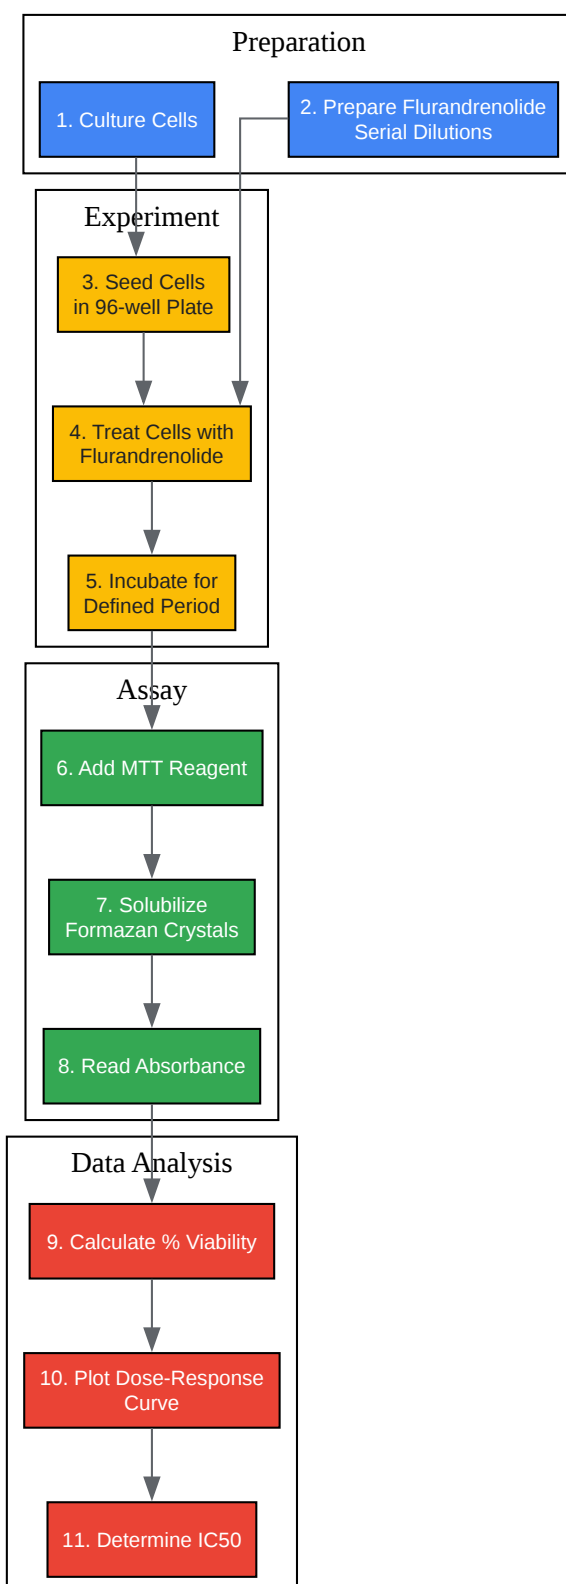 Preparation
1. Culture Cells
2. Prepare Flurandrenolide
Serial Dilutions
Experiment
3. Seed Cells
in 96-well Plate
4. Treat Cells with
Flurandrenolide
5. Incubate for
Defined Period
Assay
6. Add MTT Reagent
7. Solubilize
Formazan Crystals
8. Read Absorbance
Data Analysis
9. Calculate % Viability
10. Plot Dose-Response
Curve
11. Determine IC50